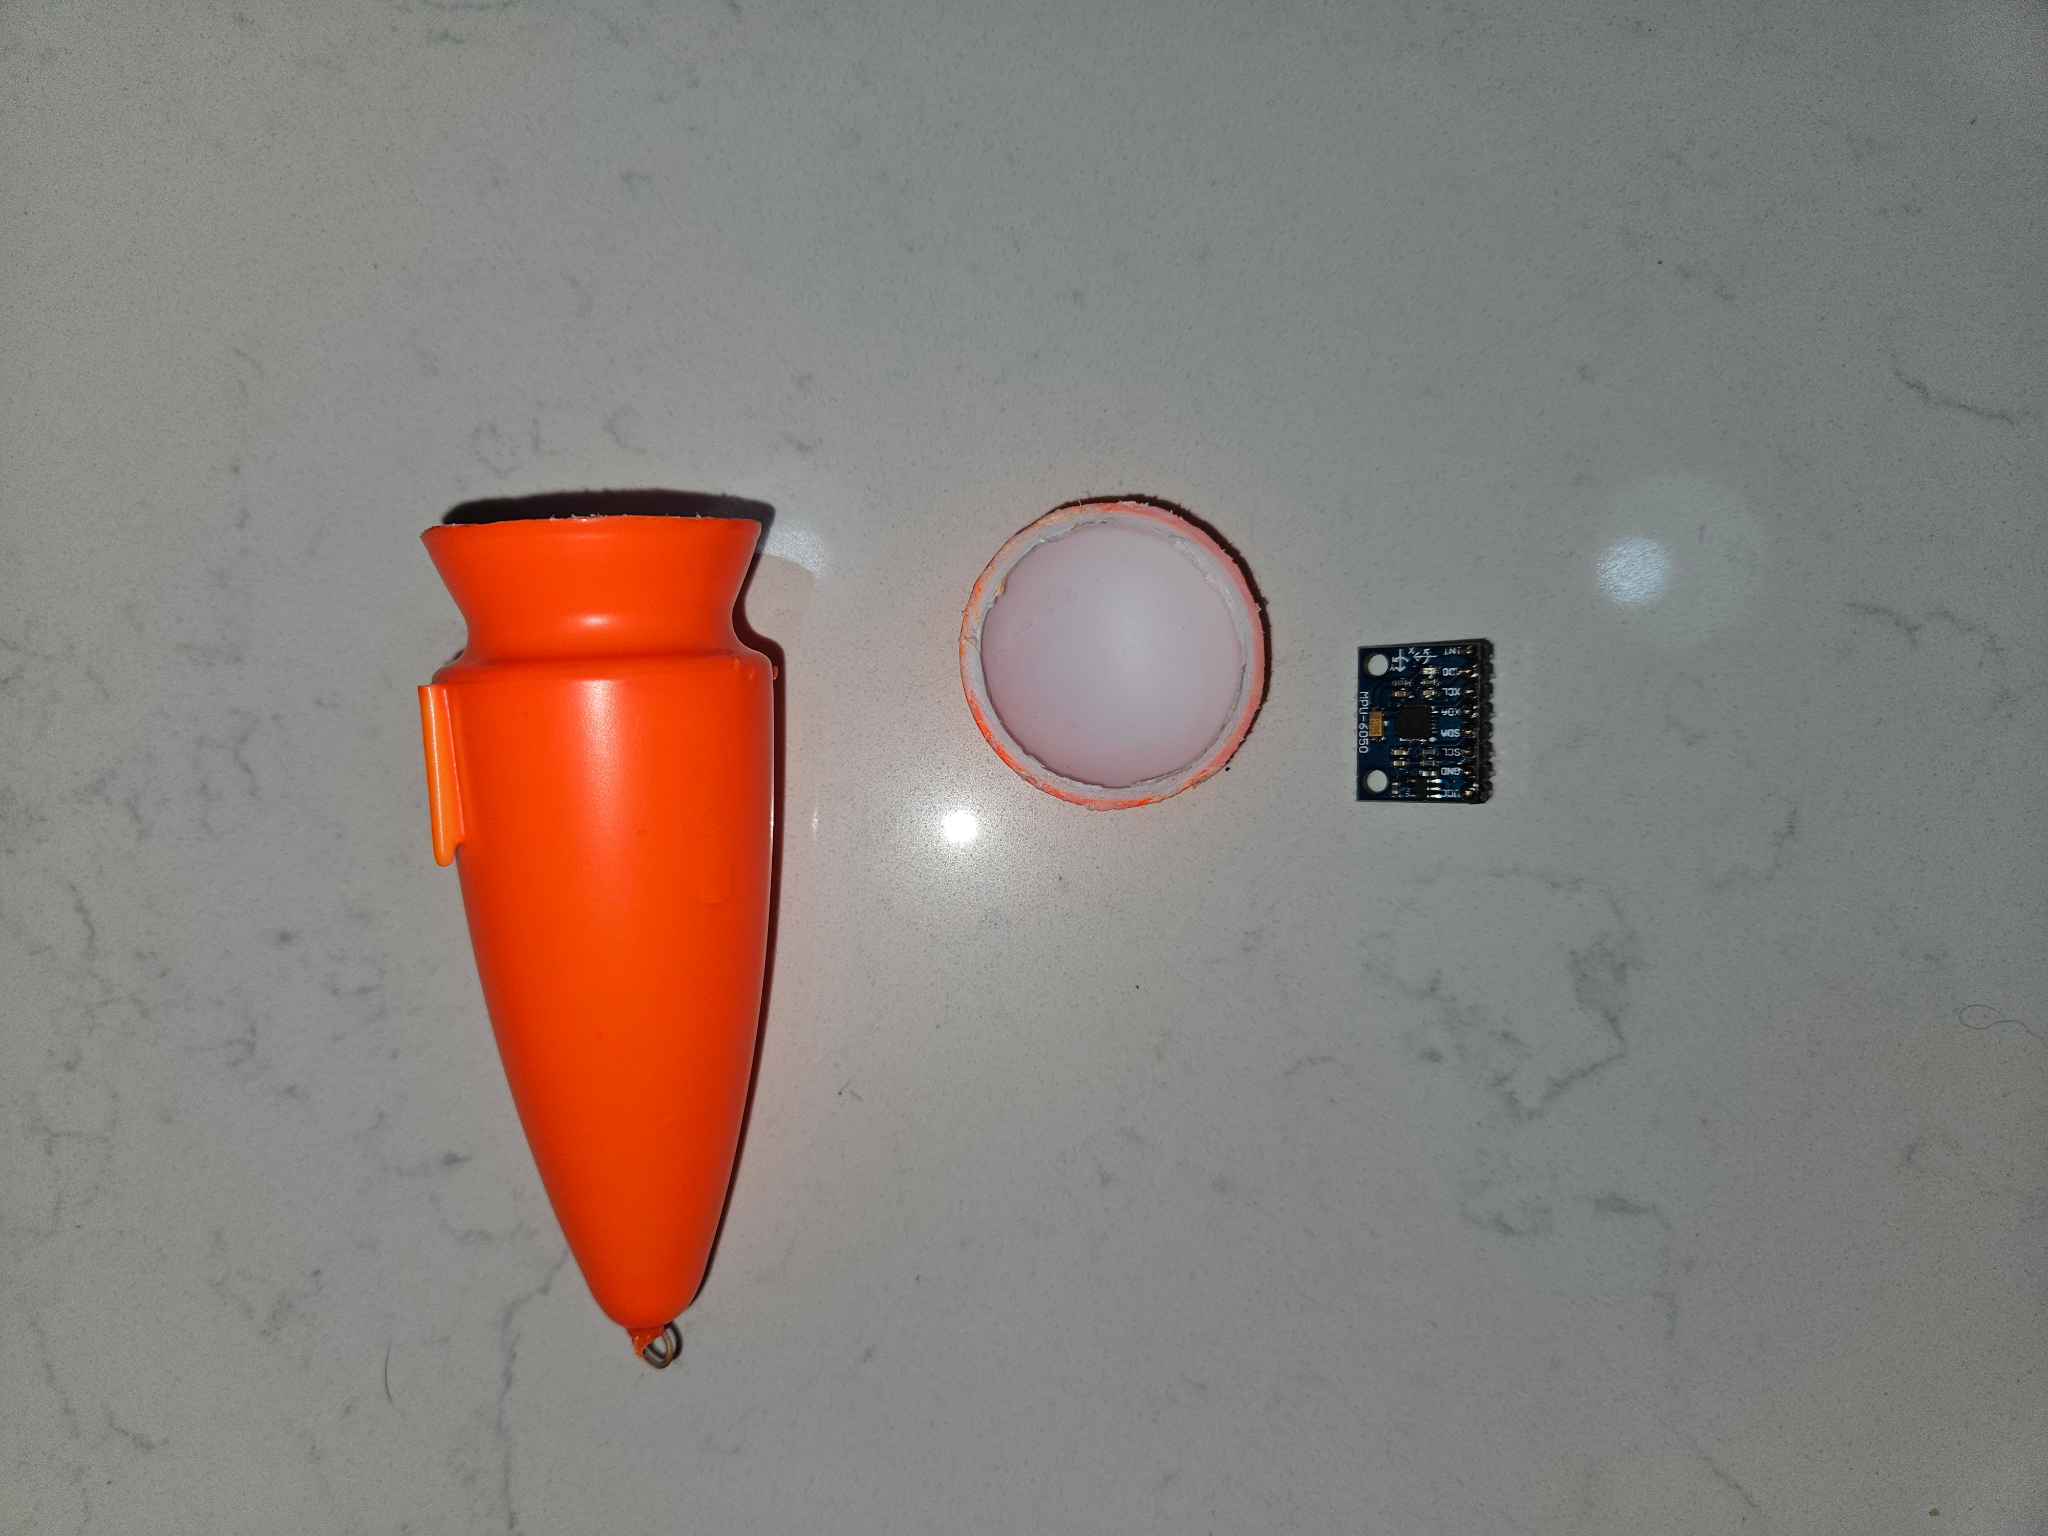 INT
AD0
XCL
XDA
SDA
SCL
GND
VCC
MPU-6050
X
Y